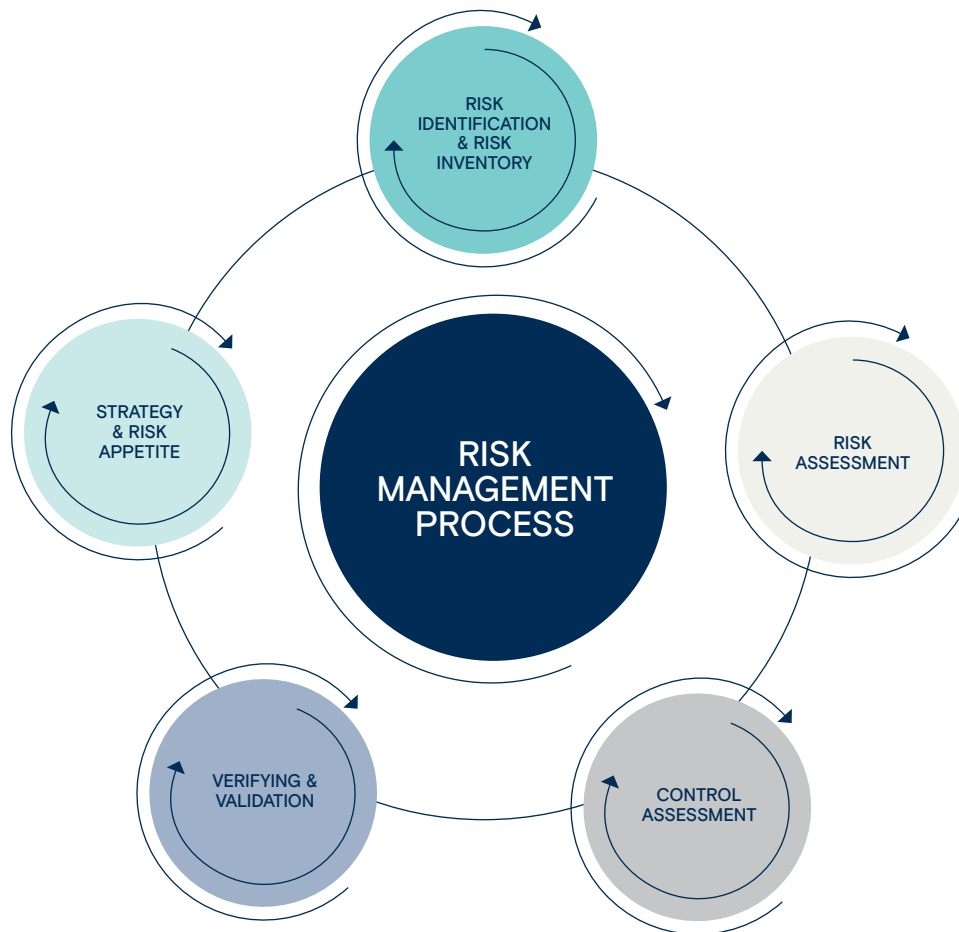 RISK
IDENTIFICATION
& RISK
INVENTORY
STRATEGY
& RISK
APPETITE
RISK
MANAGEMENT
PROCESS
RISK
ASSESSMENT
VERIFYING &
VALIDATION
CONTROL
ASSESSMENT